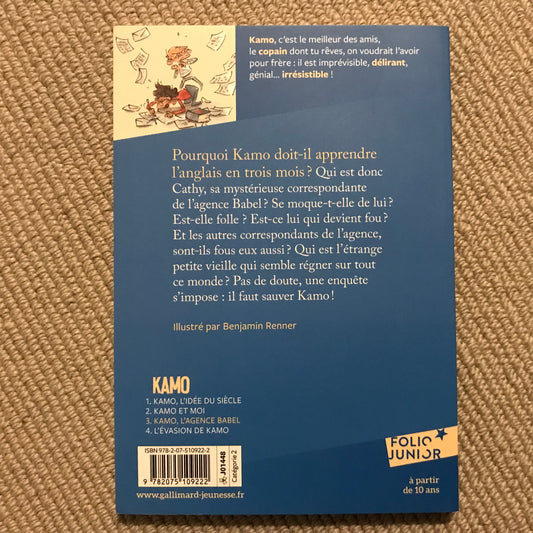 Kamo, c'est le meilleur des amis,
le copain dont tu rêves, on voudrait l'avoir
pour frère : il est imprévisible, délirant,
génial... irrésistible !
Pourquoi Kamo doit-il apprendre
l'anglais en trois mois ? Qui est donc
Cathy, sa mystérieuse correspondante
de l'agence Babel ? Se moque-t-elle de lui ?
Est-elle folle ? Est-ce lui qui devient fou ?
Et les autres correspondants de l'agence,
sont-ils fous eux aussi ? Qui est l'étrange
petite vieille qui semble régner sur tout
ce monde ? Pas de doute, une enquête
s'impose : il faut sauver Kamo !
Illustré par Benjamin Renner
KAMO
1. KAMO, L'IDÉE DU SIÈCLE
2. KAMO ET MOI
3. KAMO, L'AGENCE BABEL
4. L'ÉVASION DE KAMO
ISBN 978-2-07-510922-2
9 782075 109222
J01448
Catégorie 2
www.gallimard-jeunesse.fr
FOLIO
JUNIOR
à partir
de 10 ans